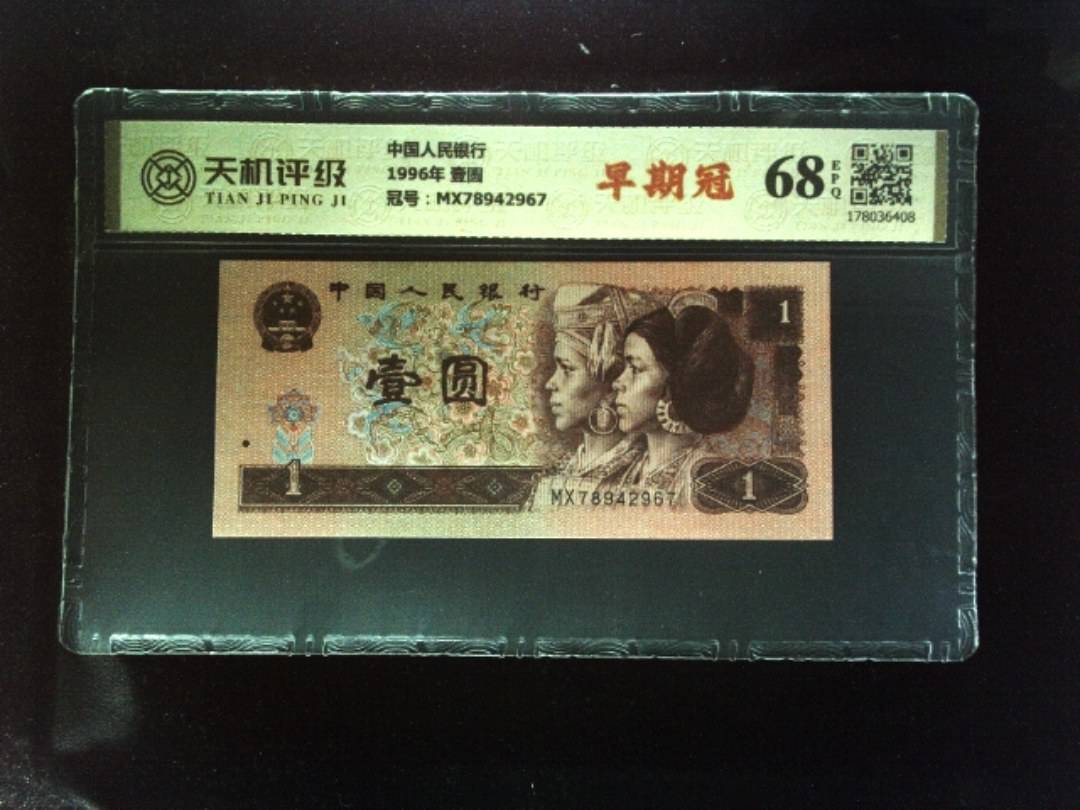 天机评级
TIAN JI PING JI
中国人民银行
1996年 壹圆
冠号：MX78942967
早期冠
68
EPQ
178036408
中国人民银行
1
壹圆
1
MX78942967
1